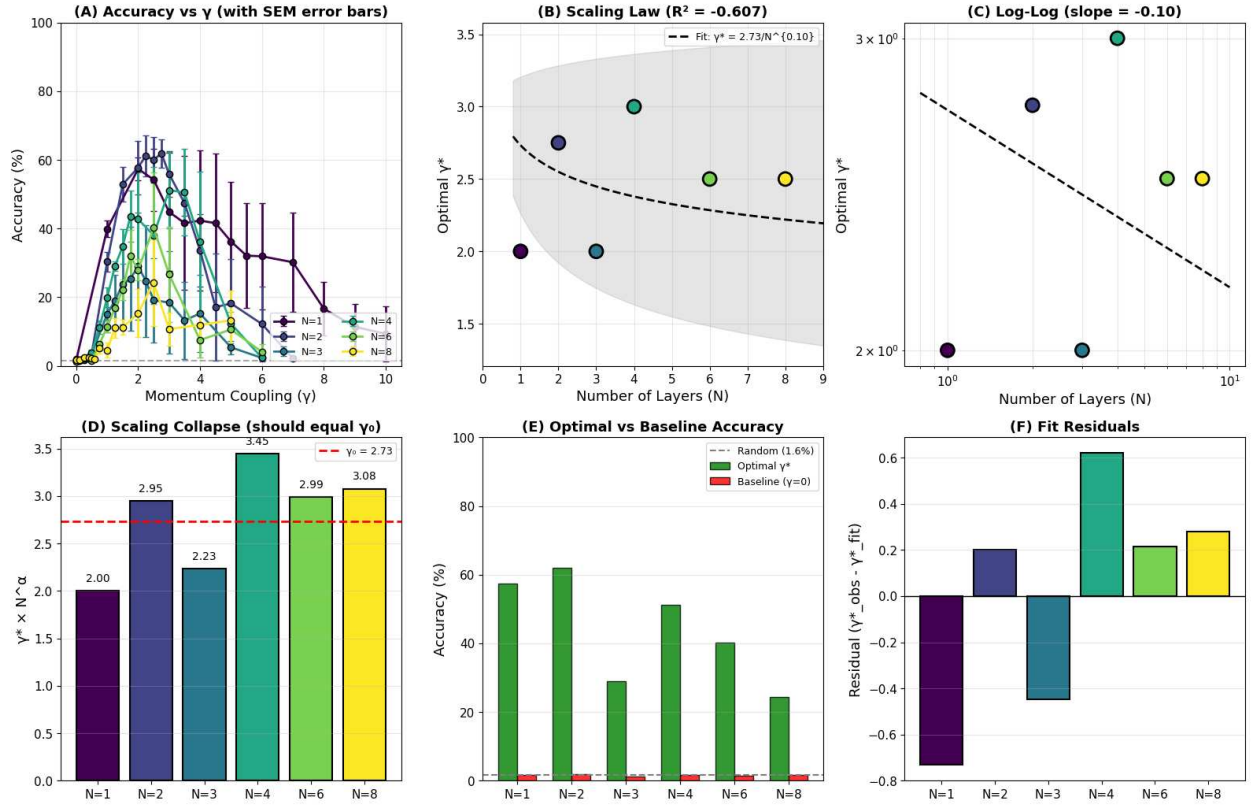 (A) Accuracy vs γ (with SEM error bars)
100
80
60
40
20
0
Accuracy (%)
0
2
4
6
8
10
Momentum Coupling (γ)
N=1
N=2
N=3
N=4
N=6
N=8
(B) Scaling Law (R² = -0.607)
Fit: γ* = 2.73/N^{0.10}
3.5
3.0
2.5
2.0
1.5
Optimal γ*
0
1
2
3
4
5
6
7
8
9
Number of Layers (N)
(C) Log-Log (slope = -0.10)
3 × 10⁰
2 × 10⁰
Optimal γ*
10⁰
10¹
Number of Layers (N)
(D) Scaling Collapse (should equal γ₀)
γ₀ = 2.73
3.5
3.0
2.5
2.0
1.5
1.0
0.5
0.0
γ* × N^α
2.00
2.95
2.23
3.45
2.99
3.08
N=1
N=2
N=3
N=4
N=6
N=8
(E) Optimal vs Baseline Accuracy
Random (1.6%)
Optimal γ*
Baseline (γ=0)
100
80
60
40
20
0
Accuracy (%)
N=1
N=2
N=3
N=4
N=6
N=8
(F) Fit Residuals
0.6
0.4
0.2
0.0
−0.2
−0.4
−0.6
−0.8
Residual (γ*_obs - γ*_fit)
N=1
N=2
N=3
N=4
N=6
N=8